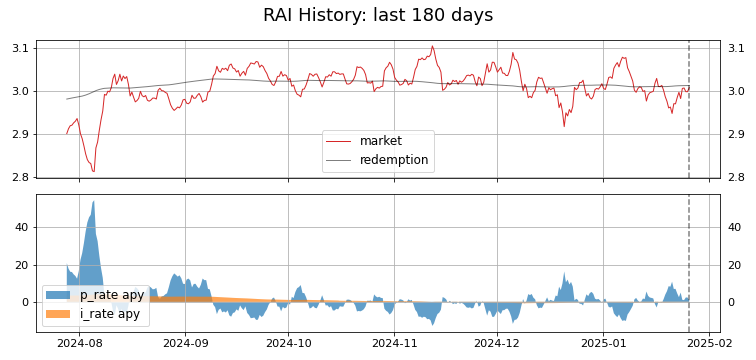 RAI History: last 180 days
3.1 3.1
3.0 3.0
2.9 2.9
2.8 2.8
market
redemption
40 40
20 20
0 0
p_rate apy
i_rate apy
2024-08 2024-09 2024-10 2024-11 2024-12 2025-01 2025-02